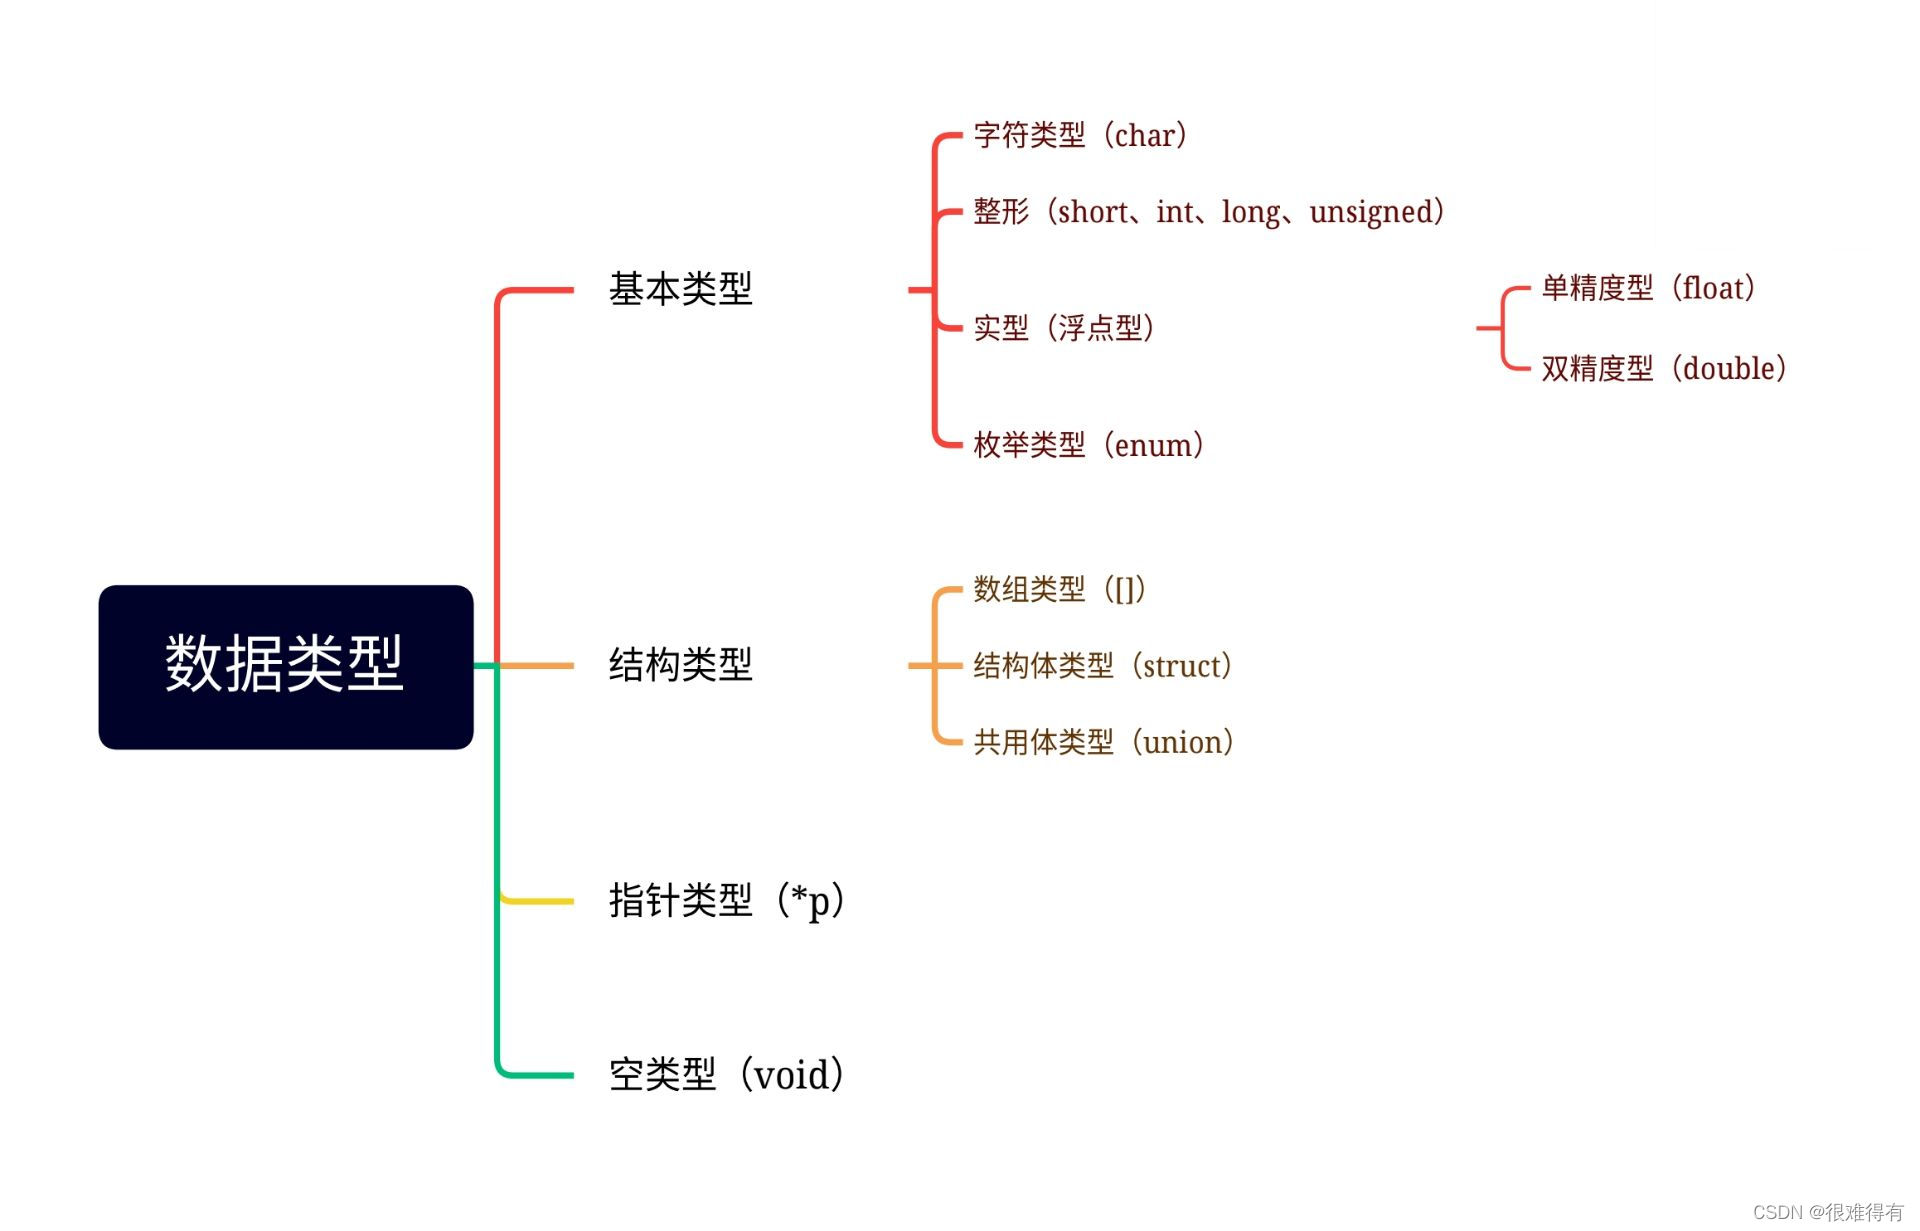 数据类型
基本类型
字符类型（char）
整形（short、int、long、unsigned）
实型（浮点型）
单精度型（float）
双精度型（double）
枚举类型（enum）
结构类型
数组类型（[]）
结构体类型（struct）
共用体类型（union）
指针类型（*p）
空类型（void）
CSDN @很难得有